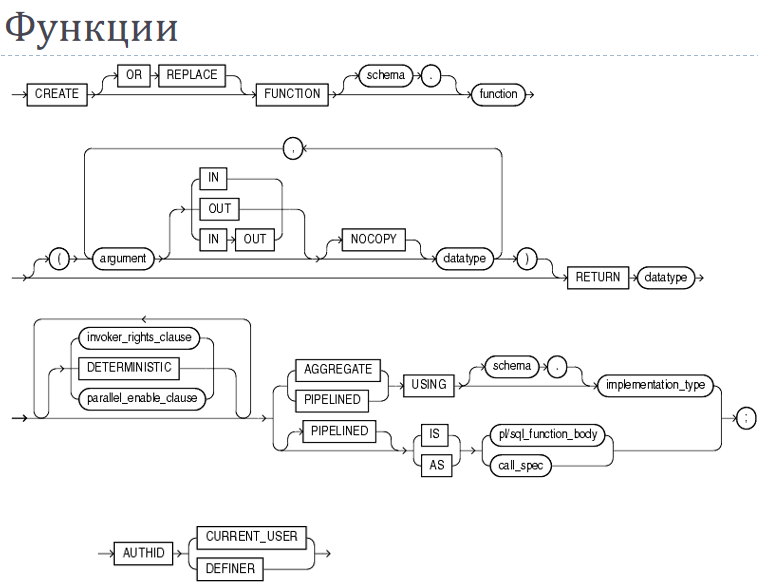 Функции
OR REPLACE schema .
CREATE FUNCTION function
,
IN
OUT
IN OUT NOCOPY
( argument datatype )
RETURN datatype
invoker_rights_clause
DETERMINISTIC
parallel_enable_clause
AGGREGATE
PIPELINED
USING
schema .
implementation_type
PIPELINED
IS
AS
pl/sql_function_body
call_spec
;
AUTHID
CURRENT_USER
DEFINER